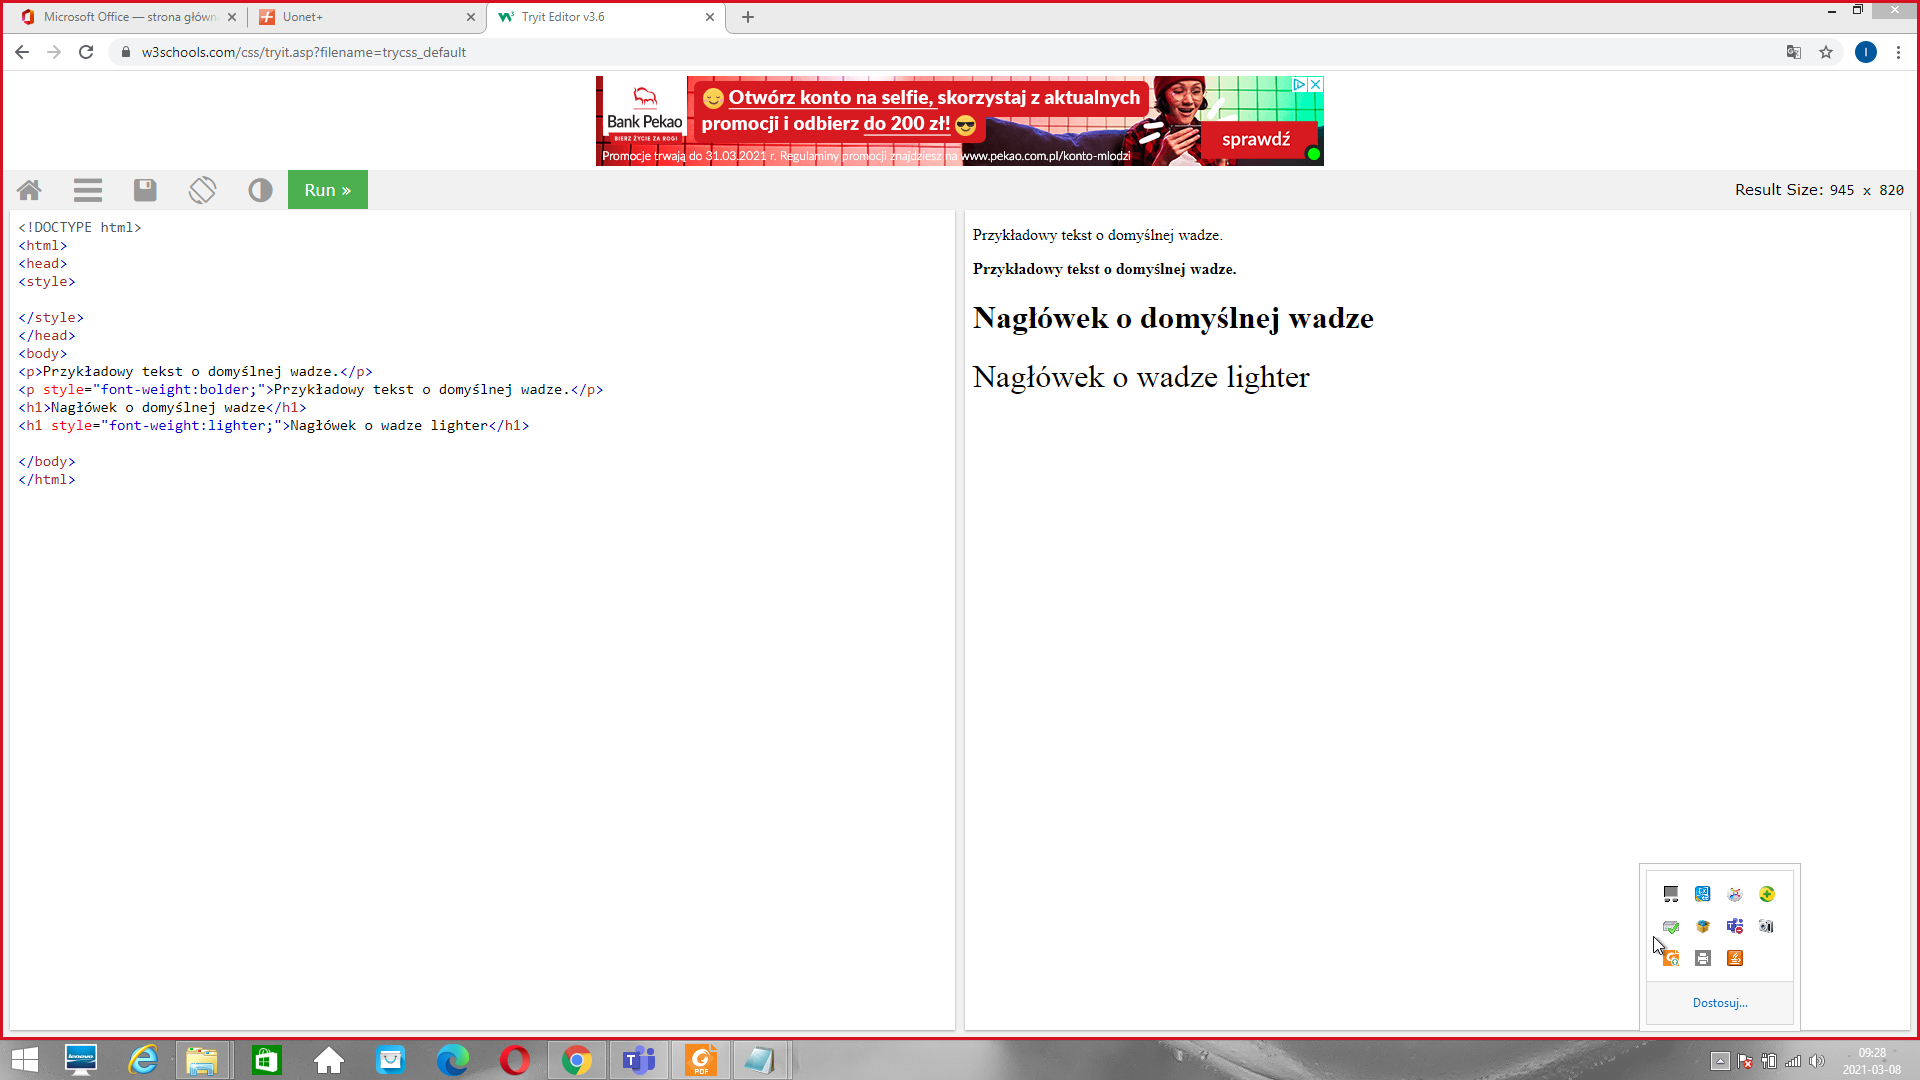 Microsoft Office — strona główn
Uonet+
Tryit Editor v3.6
w3schools.com/css/tryit.asp?filename=trycss_default
I
Bank Pekao
BIERZ ŻYCIE ZA ROGI
Otwórz konto na selfie, skorzystaj z aktualnych
promocji i odbierz do 200 zł!
sprawdź
Promocje trwają do 31.03.2021 r. Regulaminy promocji znajdziesz na www.pekao.com.pl/konto-mlodzi
Run »
Result Size: 945 x 820
<!DOCTYPE html>
<html>
<head>
<style>
</style>
</head>
<body>
<p>Przykładowy tekst o domyślnej wadze.</p>
<p style="font-weight:bolder;">Przykładowy tekst o domyślnej wadze.</p>
<h1>Nagłówek o domyślnej wadze</h1>
<h1 style="font-weight:lighter;">Nagłówek o wadze lighter</h1>
</body>
</html>
Przykładowy tekst o domyślnej wadze.
Przykładowy tekst o domyślnej wadze.
Nagłówek o domyślnej wadze
Nagłówek o wadze lighter
Dostosuj...
lenovo
PDF
09:28
2021-03-08